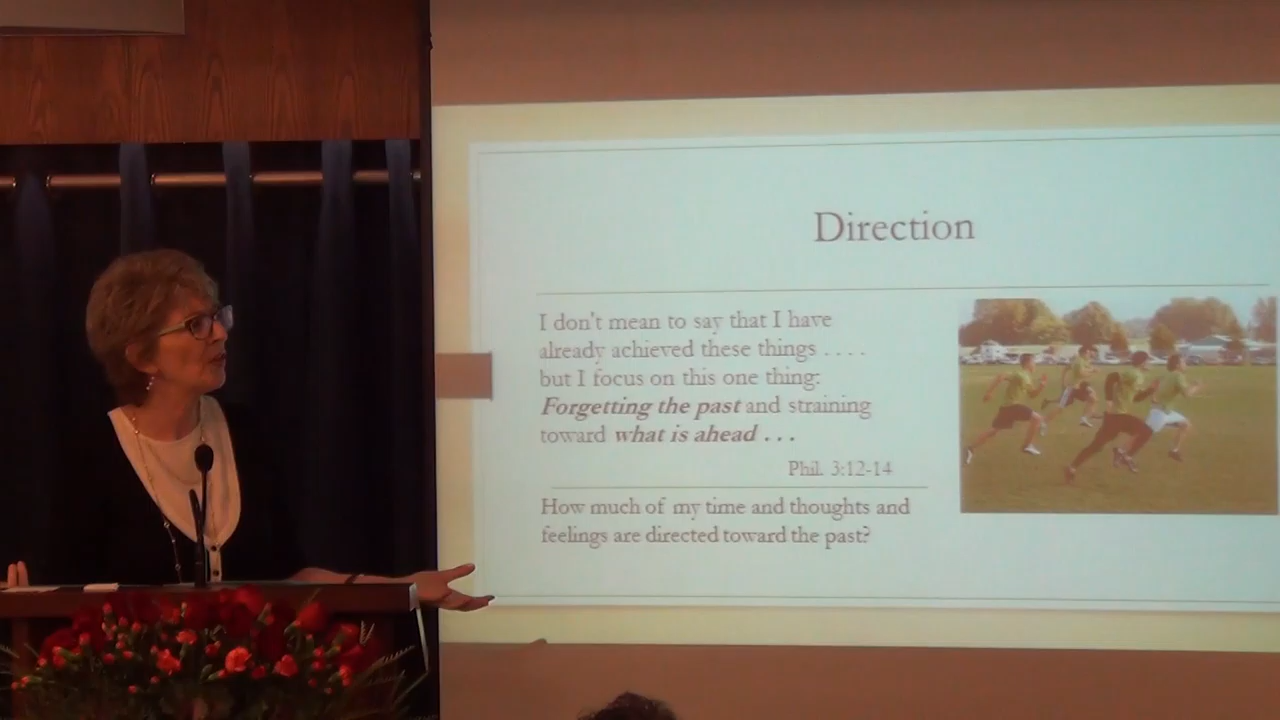 Direction
I don't mean to say that I have
already achieved these things . . . .
but I focus on this one thing:
Forgetting the past and straining
toward what is ahead . . .
Phil. 3:12-14
How much of my time and thoughts and
feelings are directed toward the past?